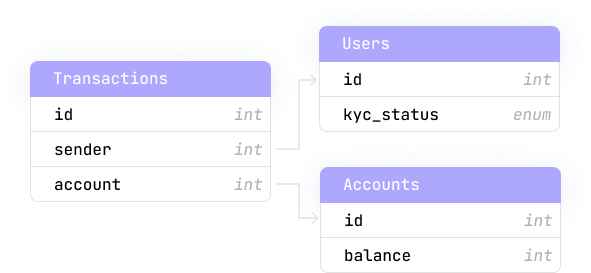 Transactions
id int
sender int
account int
Users
id int
kyc_status enum
Accounts
id int
balance int